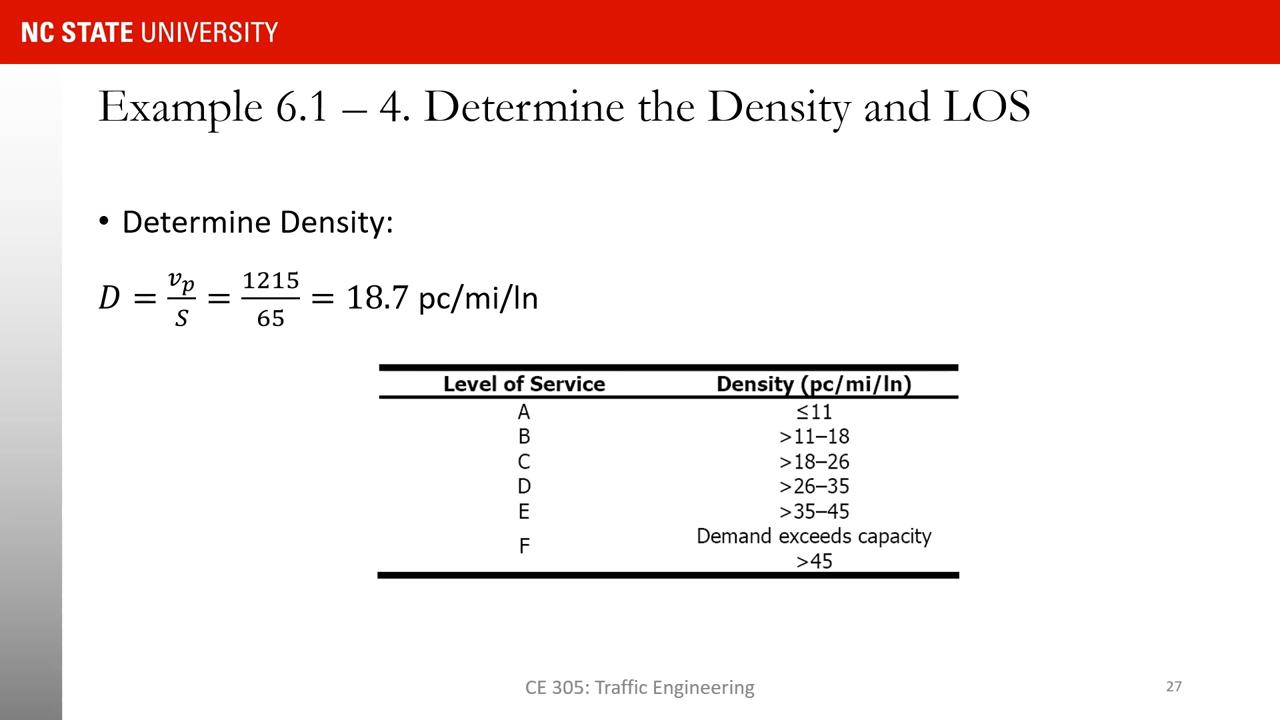 NC STATE UNIVERSITY
Example 6.1 – 4. Determine the Density and LOS
• Determine Density:
D = v_p/S = 1215/65 = 18.7 pc/mi/ln
Level of Service Density (pc/mi/ln)
A ≤11
B >11–18
C >18–26
D >26–35
E >35–45
F Demand exceeds capacity
>45
CE 305: Traffic Engineering 27